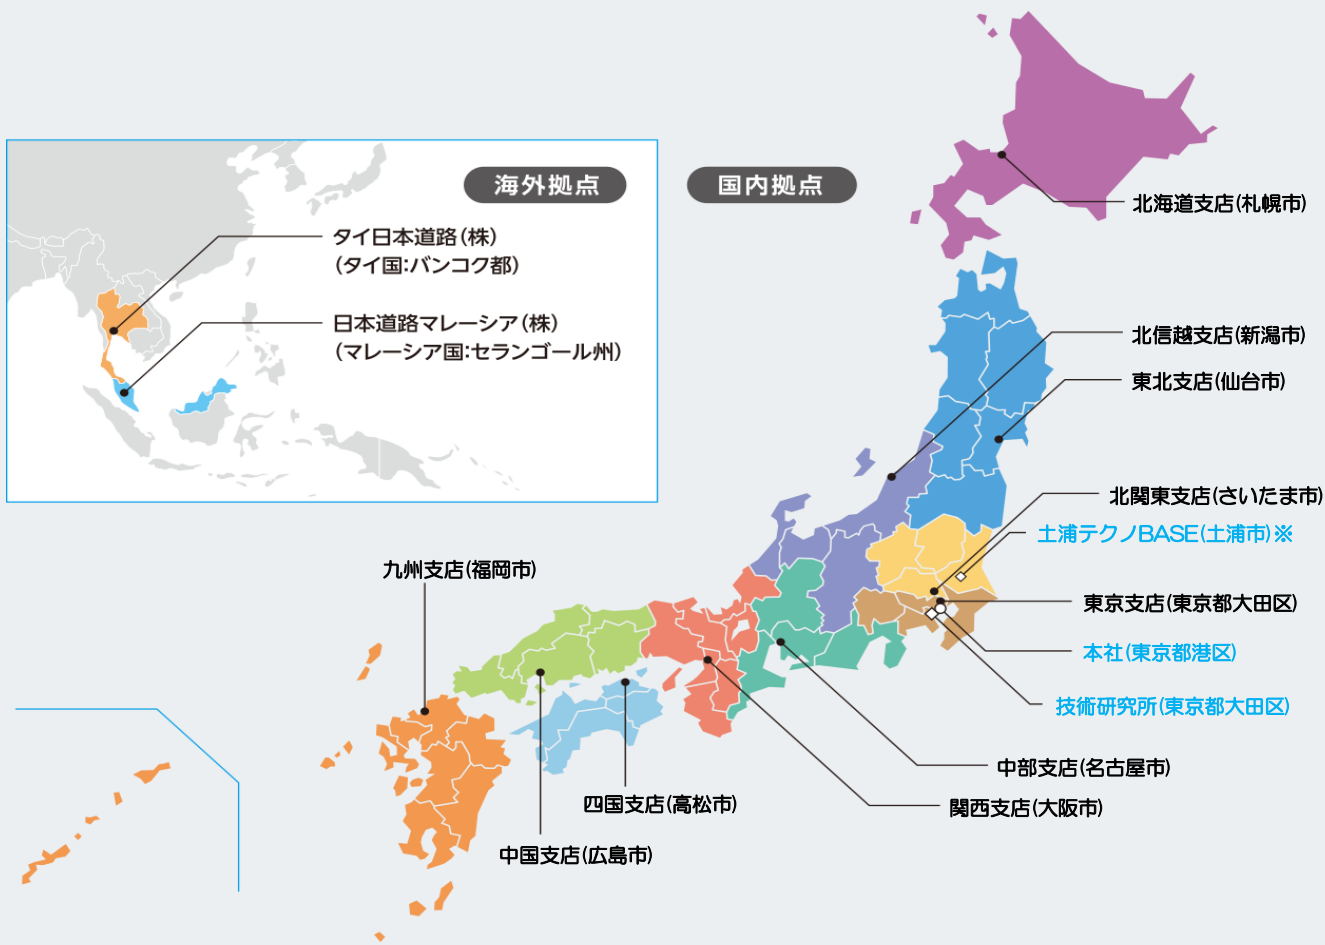 海外拠点
タイ日本道路(株)
(タイ国:バンコク都)
日本道路マレーシア(株)
(マレーシア国:セランゴール州)
国内拠点
北海道支店(札幌市)
北信越支店(新潟市)
東北支店(仙台市)
北関東支店(さいたま市)
土浦テクノBASE(土浦市)※
東京支店(東京都大田区)
本社(東京都港区)
技術研究所(東京都大田区)
中部支店(名古屋市)
関西支店(大阪市)
九州支店(福岡市)
四国支店(高松市)
中国支店(広島市)